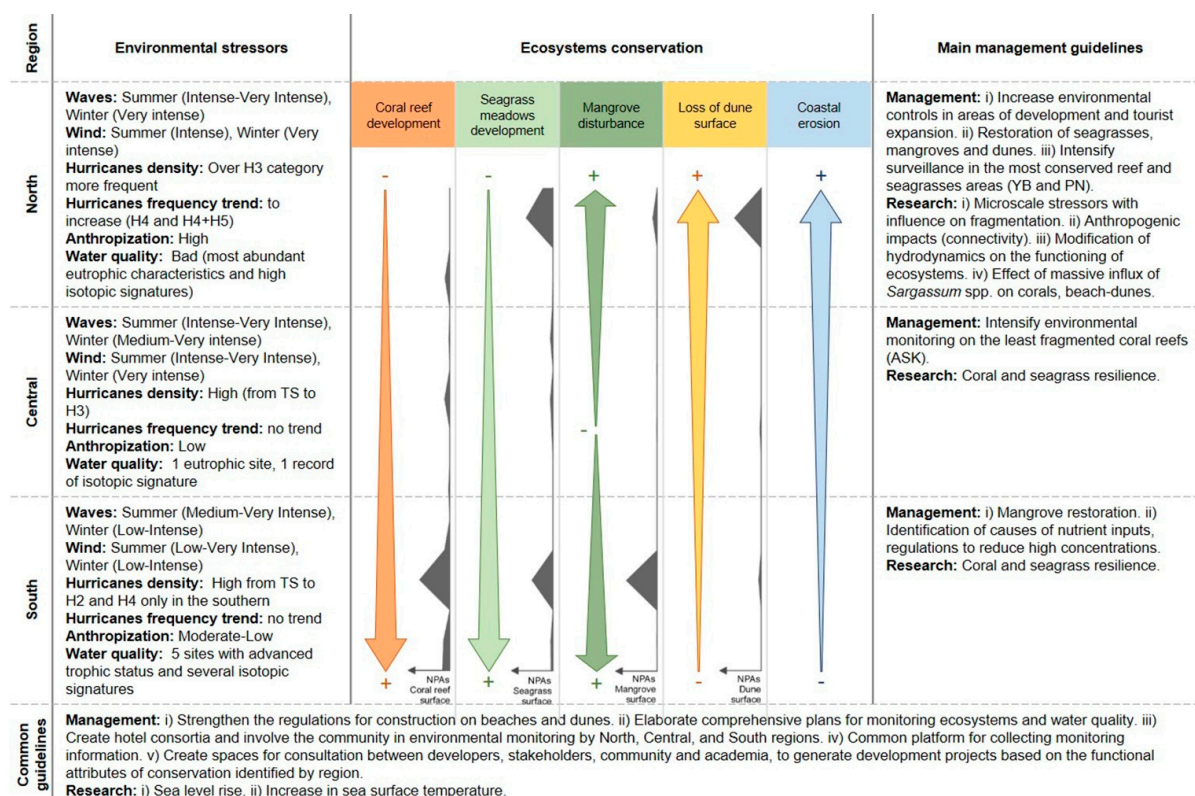 Region
Environmental stressors
Ecosystems conservation
Main management guidelines
North
Waves: Summer (Intense-Very Intense),
Winter (Very intense)
Wind: Summer (Intense), Winter (Very
intense)
Hurricanes density: Over H3 category
more frequent
Hurricanes frequency trend: to
increase (H4 and H4+H5)
Anthropization: High
Water quality: Bad (most abundant
eutrophic characteristics and high
isotopic signatures)
Coral reef
development
Seagrass
meadows
development
Mangrove
disturbance
Loss of dune
surface
Coastal
erosion
- - + + +
Management: i) Increase environmental
controls in areas of development and tourist
expansion. ii) Restoration of seagrasses,
mangroves and dunes. iii) Intensify
surveillance in the most conserved reef and
seagrasses areas (YB and PN).
Research: i) Microscale stressors with
influence on fragmentation. ii) Anthropogenic
impacts (connectivity). iii) Modification of
hydrodynamics on the functioning of
ecosystems. iv) Effect of massive influx of
Sargassum spp. on corals, beach-dunes.
Central
Waves: Summer (Intense-Very Intense),
Winter (Medium-Very intense)
Wind: Summer (Intense-Very Intense),
Winter (Very intense)
Hurricanes density: High (from TS to
H3)
Hurricanes frequency trend: no trend
Anthropization: Low
Water quality: 1 eutrophic site, 1 record
of isotopic signature
-
Management: Intensify environmental
monitoring on the least fragmented coral reefs
(ASK).
Research: Coral and seagrass resilience.
South
Waves: Summer (Medium-Very Intense),
Winter (Low-Intense)
Wind: Summer (Low-Very Intense),
Winter (Low-Intense)
Hurricanes density: High from TS to
H2 and H4 only in the southern
Hurricanes frequency trend: no trend
Anthropization: Moderate-Low
Water quality: 5 sites with advanced
trophic status and several isotopic
signatures
+ + + - -
NPAs
Coral reef
surface
NPAs
Seagrass
surface
NPAs
Mangrove
surface
NPAs
Dune
surface
Management: i) Mangrove restoration. ii)
Identification of causes of nutrient inputs,
regulations to reduce high concentrations.
Research: Coral and seagrass resilience.
Common
guidelines
Management: i) Strengthen the regulations for construction on beaches and dunes. ii) Elaborate comprehensive plans for monitoring ecosystems and water quality. iii)
Create hotel consortia and involve the community in environmental monitoring by North, Central, and South regions. iv) Common platform for collecting monitoring
information. v) Create spaces for consultation between developers, stakeholders, community and academia, to generate development projects based on the functional
attributes of conservation identified by region.
Research: i) Sea level rise. ii) Increase in sea surface temperature.